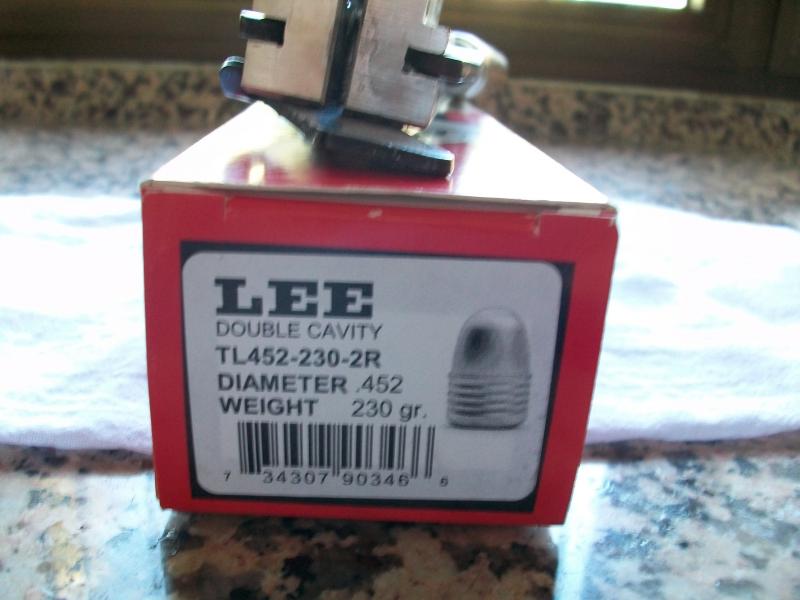 LEE
DOUBLE CAVITY
TL452-230-2R
DIAMETER .452
WEIGHT 230 gr.
7 34307 90346 6